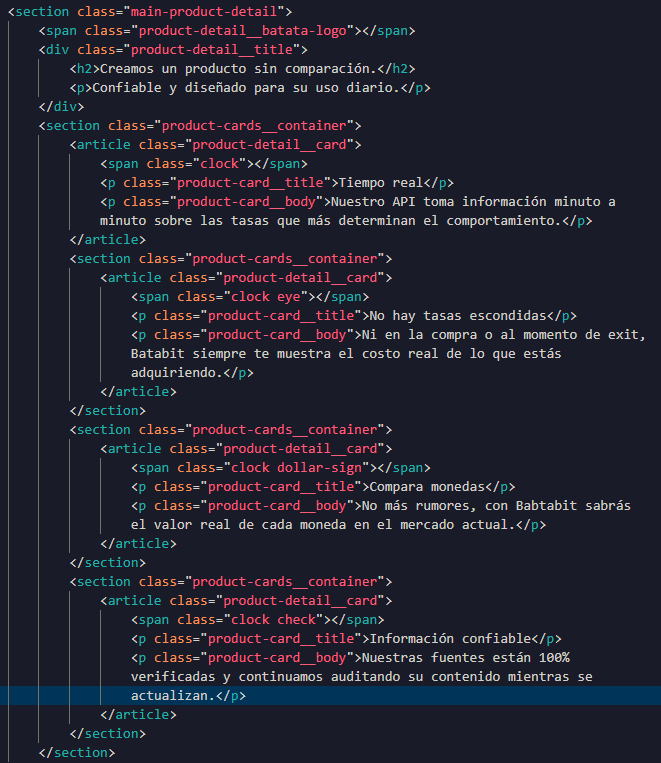 <section class="main-product-detail">
<span class="product-detail__batata-logo"></span>
<div class="product-detail__title">
<h2>Creamos un producto sin comparación.</h2>
<p>Confiable y diseñado para su uso diario.</p>
</div>
<section class="product-cards__container">
<article class="product-detail__card">
<span class="clock"></span>
<p class="product-card__title">Tiempo real</p>
<p class="product-card__body">Nuestro API toma información minuto a
minuto sobre las tasas que más determinan el comportamiento.</p>
</article>
<section class="product-cards__container">
<article class="product-detail__card">
<span class="clock eye"></span>
<p class="product-card__title">No hay tasas escondidas</p>
<p class="product-card__body">Ni en la compra o al momento de exit,
Batabit siempre te muestra el costo real de lo que estás
adquiriendo.</p>
</article>
</section>
<section class="product-cards__container">
<article class="product-detail__card">
<span class="clock dollar-sign"></span>
<p class="product-card__title">Compara monedas</p>
<p class="product-card__body">No más rumores, con Babtabit sabrás
el valor real de cada moneda en el mercado actual.</p>
</article>
</section>
<section class="product-cards__container">
<article class="product-detail__card">
<span class="clock check"></span>
<p class="product-card__title">Información confiable</p>
<p class="product-card__body">Nuestras fuentes están 100%
verificadas y continuamos auditando su contenido mientras se
actualizan.</p>
</article>
</section>
</section>